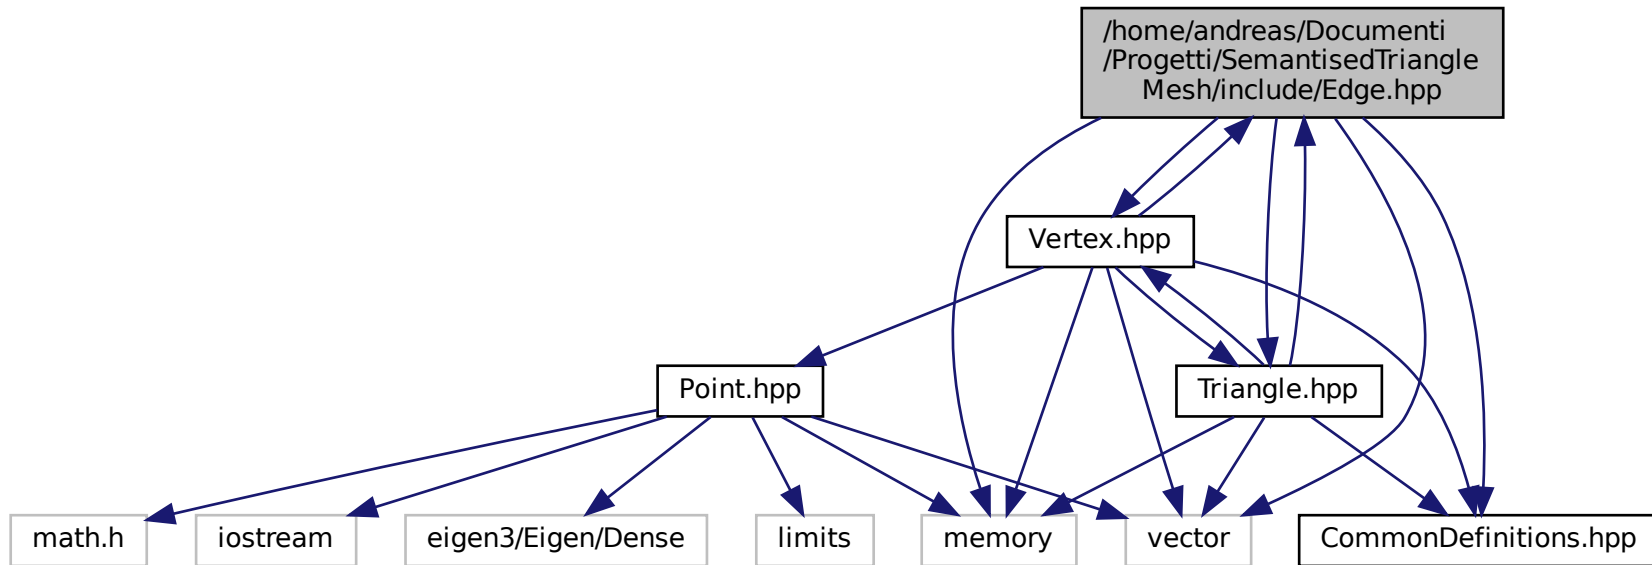 /home/andreas/Documenti
/Progetti/SemantisedTriangle
Mesh/include/Edge.hpp
Vertex.hpp
Point.hpp
Triangle.hpp
math.h
iostream
eigen3/Eigen/Dense
limits
memory
vector
CommonDefinitions.hpp